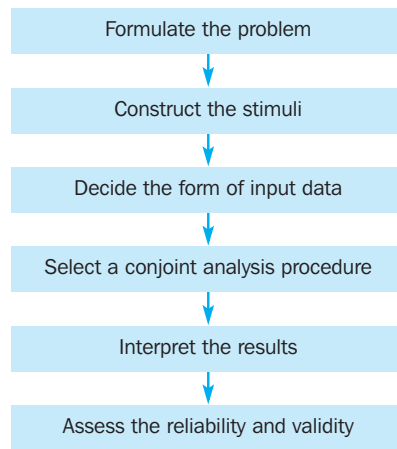 Formulate the problem
Construct the stimuli
Decide the form of input data
Select a conjoint analysis procedure
Interpret the results
Assess the reliability and validity